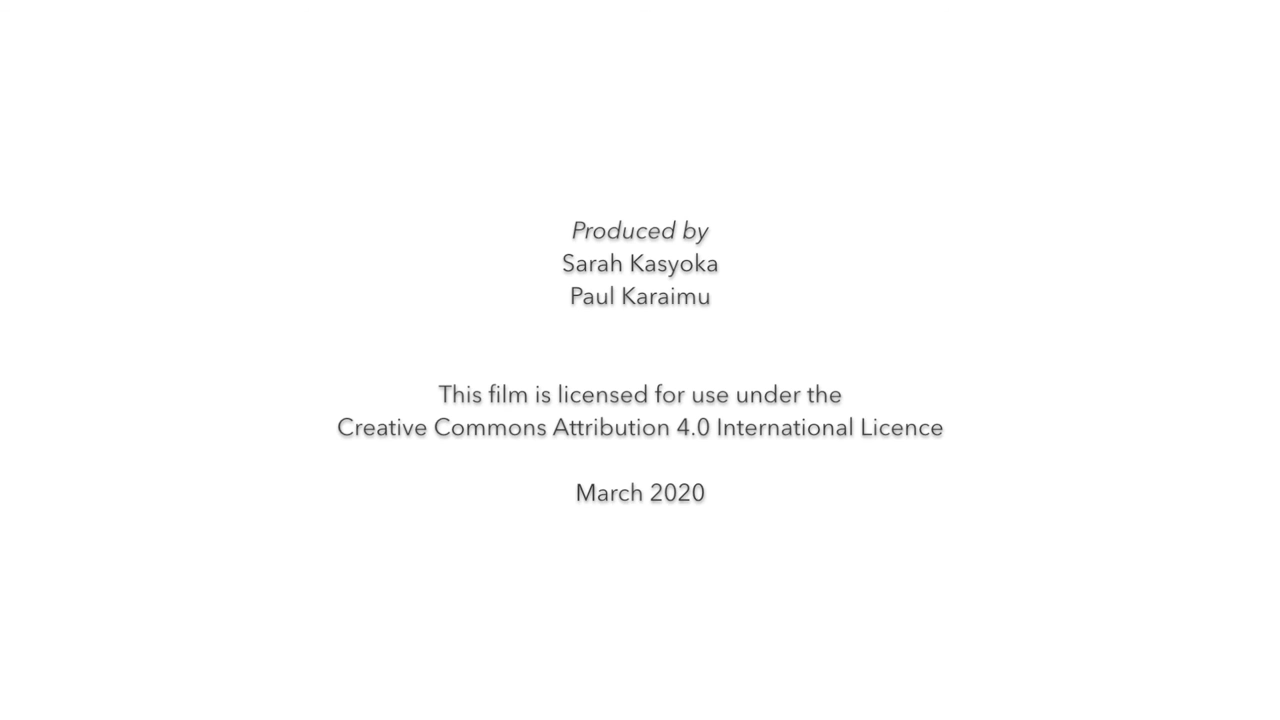 Produced by
Sarah Kasyoka
Paul Karaimu
This film is licensed for use under the
Creative Commons Attribution 4.0 International Licence
March 2020